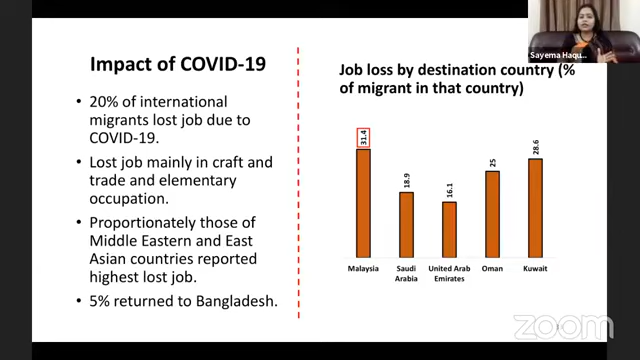 Sayema Haqu...
Impact of COVID-19
• 20% of international
migrants lost job due to
COVID-19.
• Lost job mainly in craft and
trade and elementary
occupation.
• Proportionately those of
Middle Eastern and East
Asian countries reported
highest lost job.
• 5% returned to Bangladesh.
Job loss by destination country (%
of migrant in that country)
31.4
18.9
16.1
25
28.6
Malaysia
Saudi
Arabia
United Arab
Emirates
Oman
Kuwait
zoom